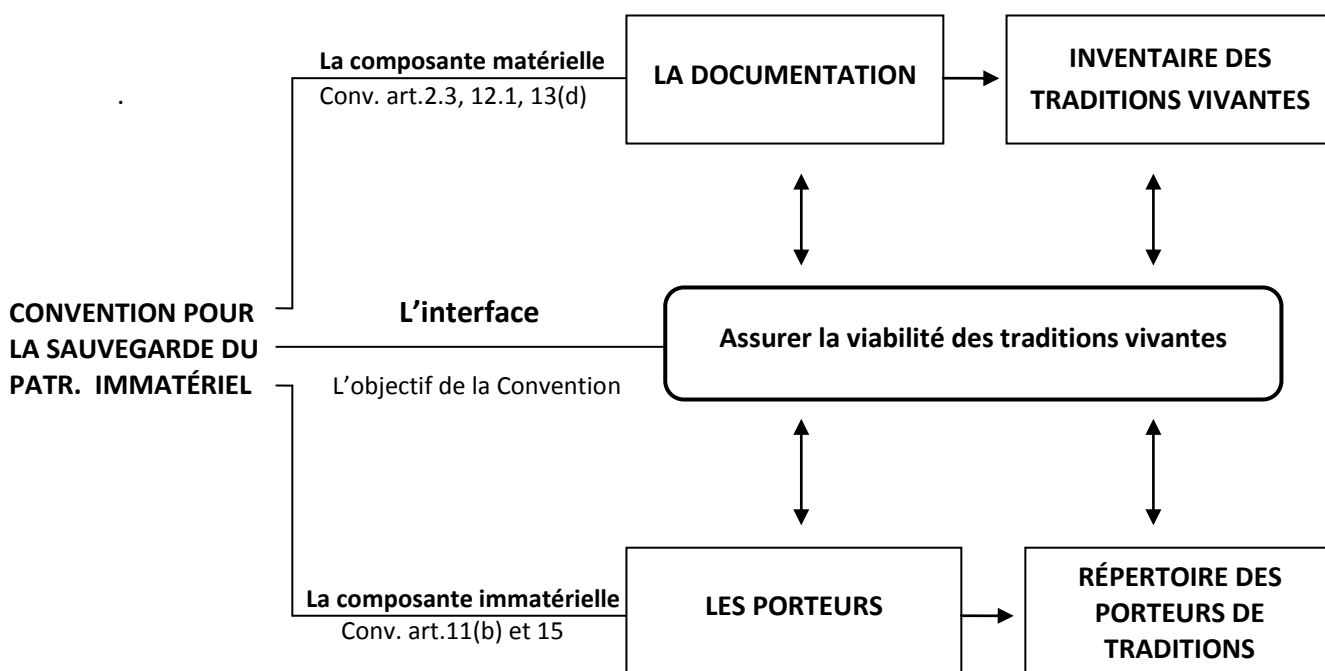 La composante matérielle
Conv. art.2.3, 12.1, 13(d)
.
LA DOCUMENTATION
INVENTAIRE DES
TRADITIONS VIVANTES
CONVENTION POUR
LA SAUVEGARDE DU
PATR. IMMATÉRIEL
L’interface
L’objectif de la Convention
Assurer la viabilité des traditions vivantes
La composante immatérielle
Conv. art.11(b) et 15
LES PORTEURS
RÉPERTOIRE DES
PORTEURS DE
TRADITIONS